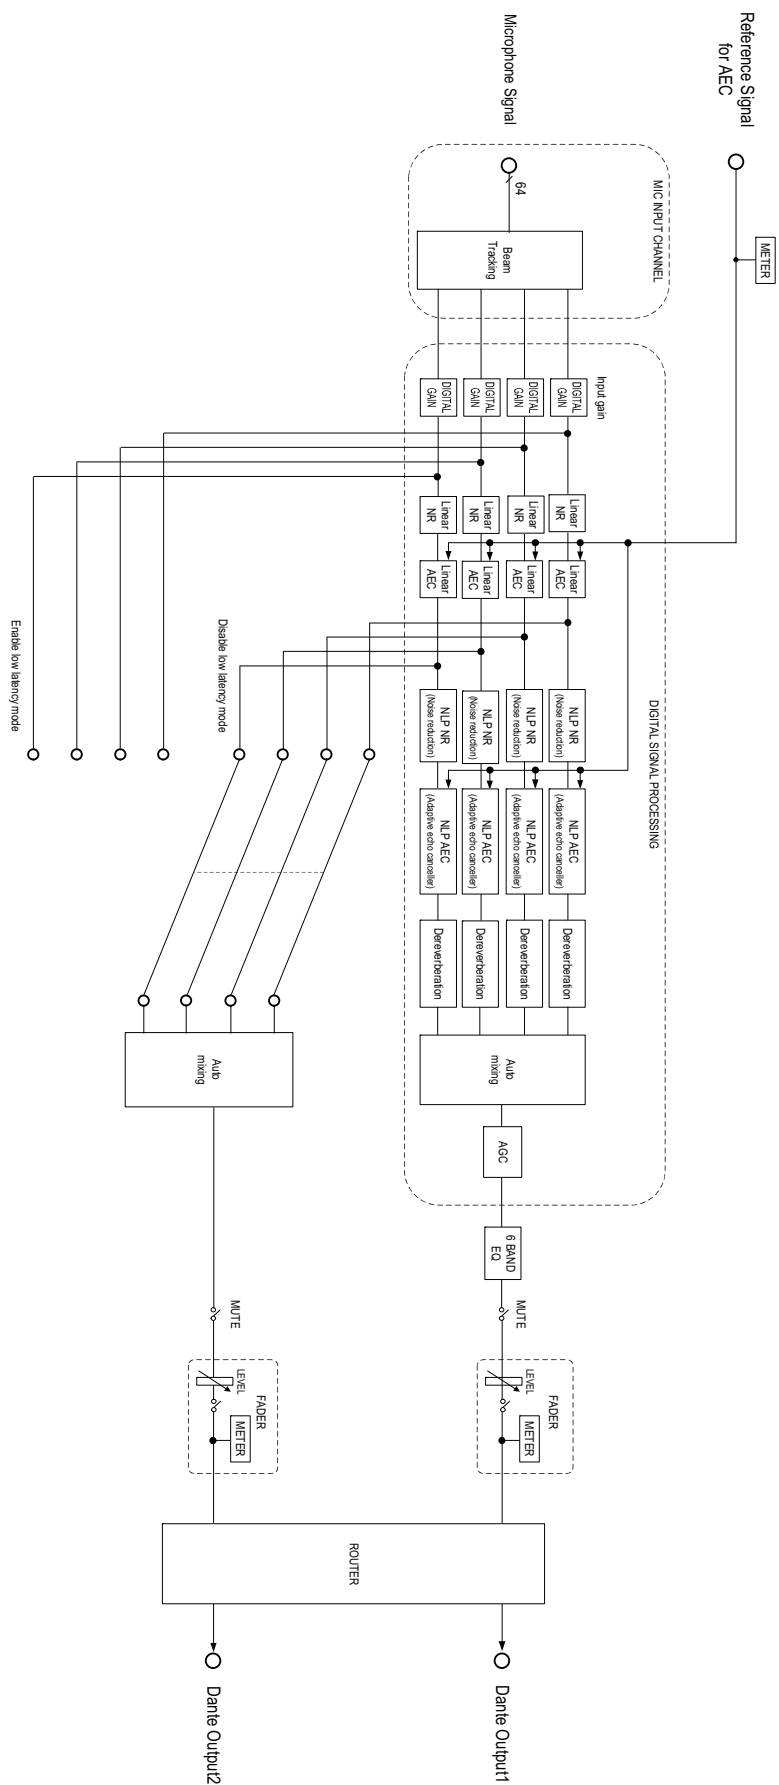 Reference Signal
for AEC
METER
Microphone Signal
MIC INPUT CHANNEL
64
Beam
Tracking
DIGITAL SIGNAL PROCESSING
Input gain
DIGITAL
GAIN
DIGITAL
GAIN
DIGITAL
GAIN
DIGITAL
GAIN
Linear
NR
Linear
NR
Linear
NR
Linear
NR
Linear
AEC
Linear
AEC
Linear
AEC
Linear
AEC
NLP NR
(Noise reduction)
NLP NR
(Noise reduction)
NLP NR
(Noise reduction)
NLP NR
(Noise reduction)
NLP AEC
(Adaptive echo canceller)
NLP AEC
(Adaptive echo canceller)
NLP AEC
(Adaptive echo canceller)
NLP AEC
(Adaptive echo canceller)
Dereverberation
Dereverberation
Dereverberation
Dereverberation
Auto
mixing
AGC
6 BAND
EQ
MUTE
FADER
LEVEL
METER
Disable low latency mode
Enable low latency mode
Auto
mixing
MUTE
FADER
LEVEL
METER
ROUTER
Dante Output1
Dante Output2